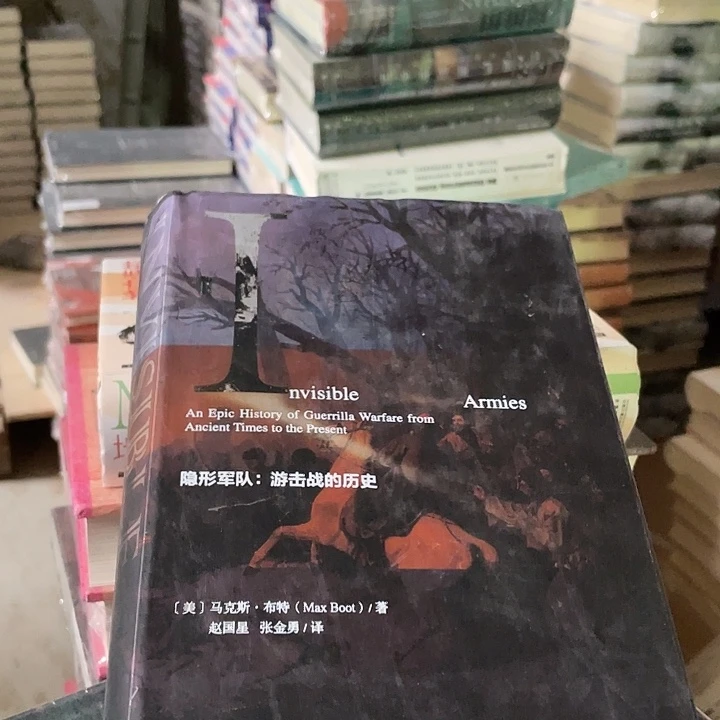 Invisible
Armies
An Epic History of Guerrilla Warfare from
Ancient Times to the Present
隐形军队：游击战的历史
［美］马克斯·布特（Max Boot）/著
赵国星 张金勇/译